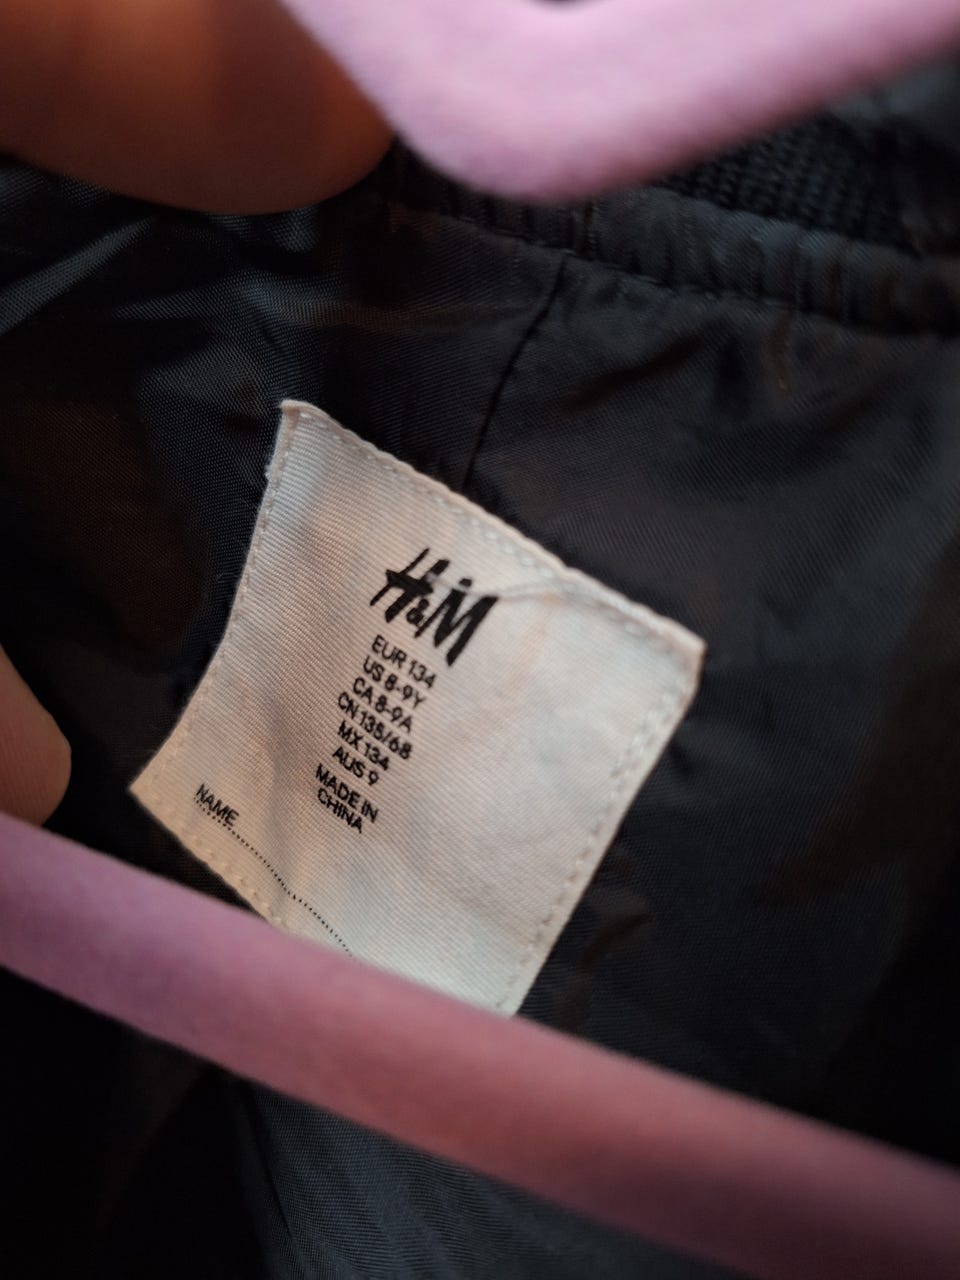 H&M
EUR 134
US 8-9Y
CA 8-9A
CN 135/68
MX 134
AUS 9
MADE IN
CHINA
NAME